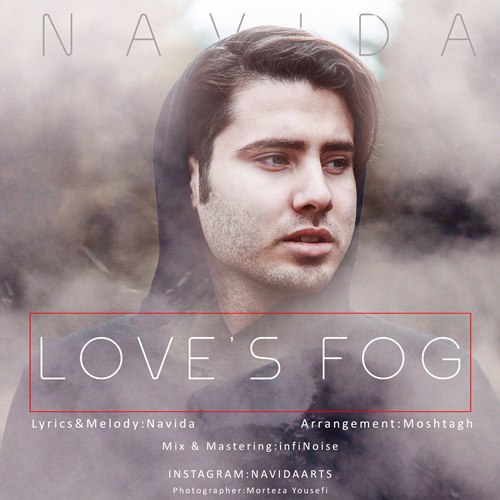 NAVIDA
LOVE'S FOG
Lyrics&Melody:Navida Arrangement:Moshtagh
Mix & Mastering:infiNoise
INSTAGRAM:NAVIDAARTS
Photographer:Morteza Yousefi